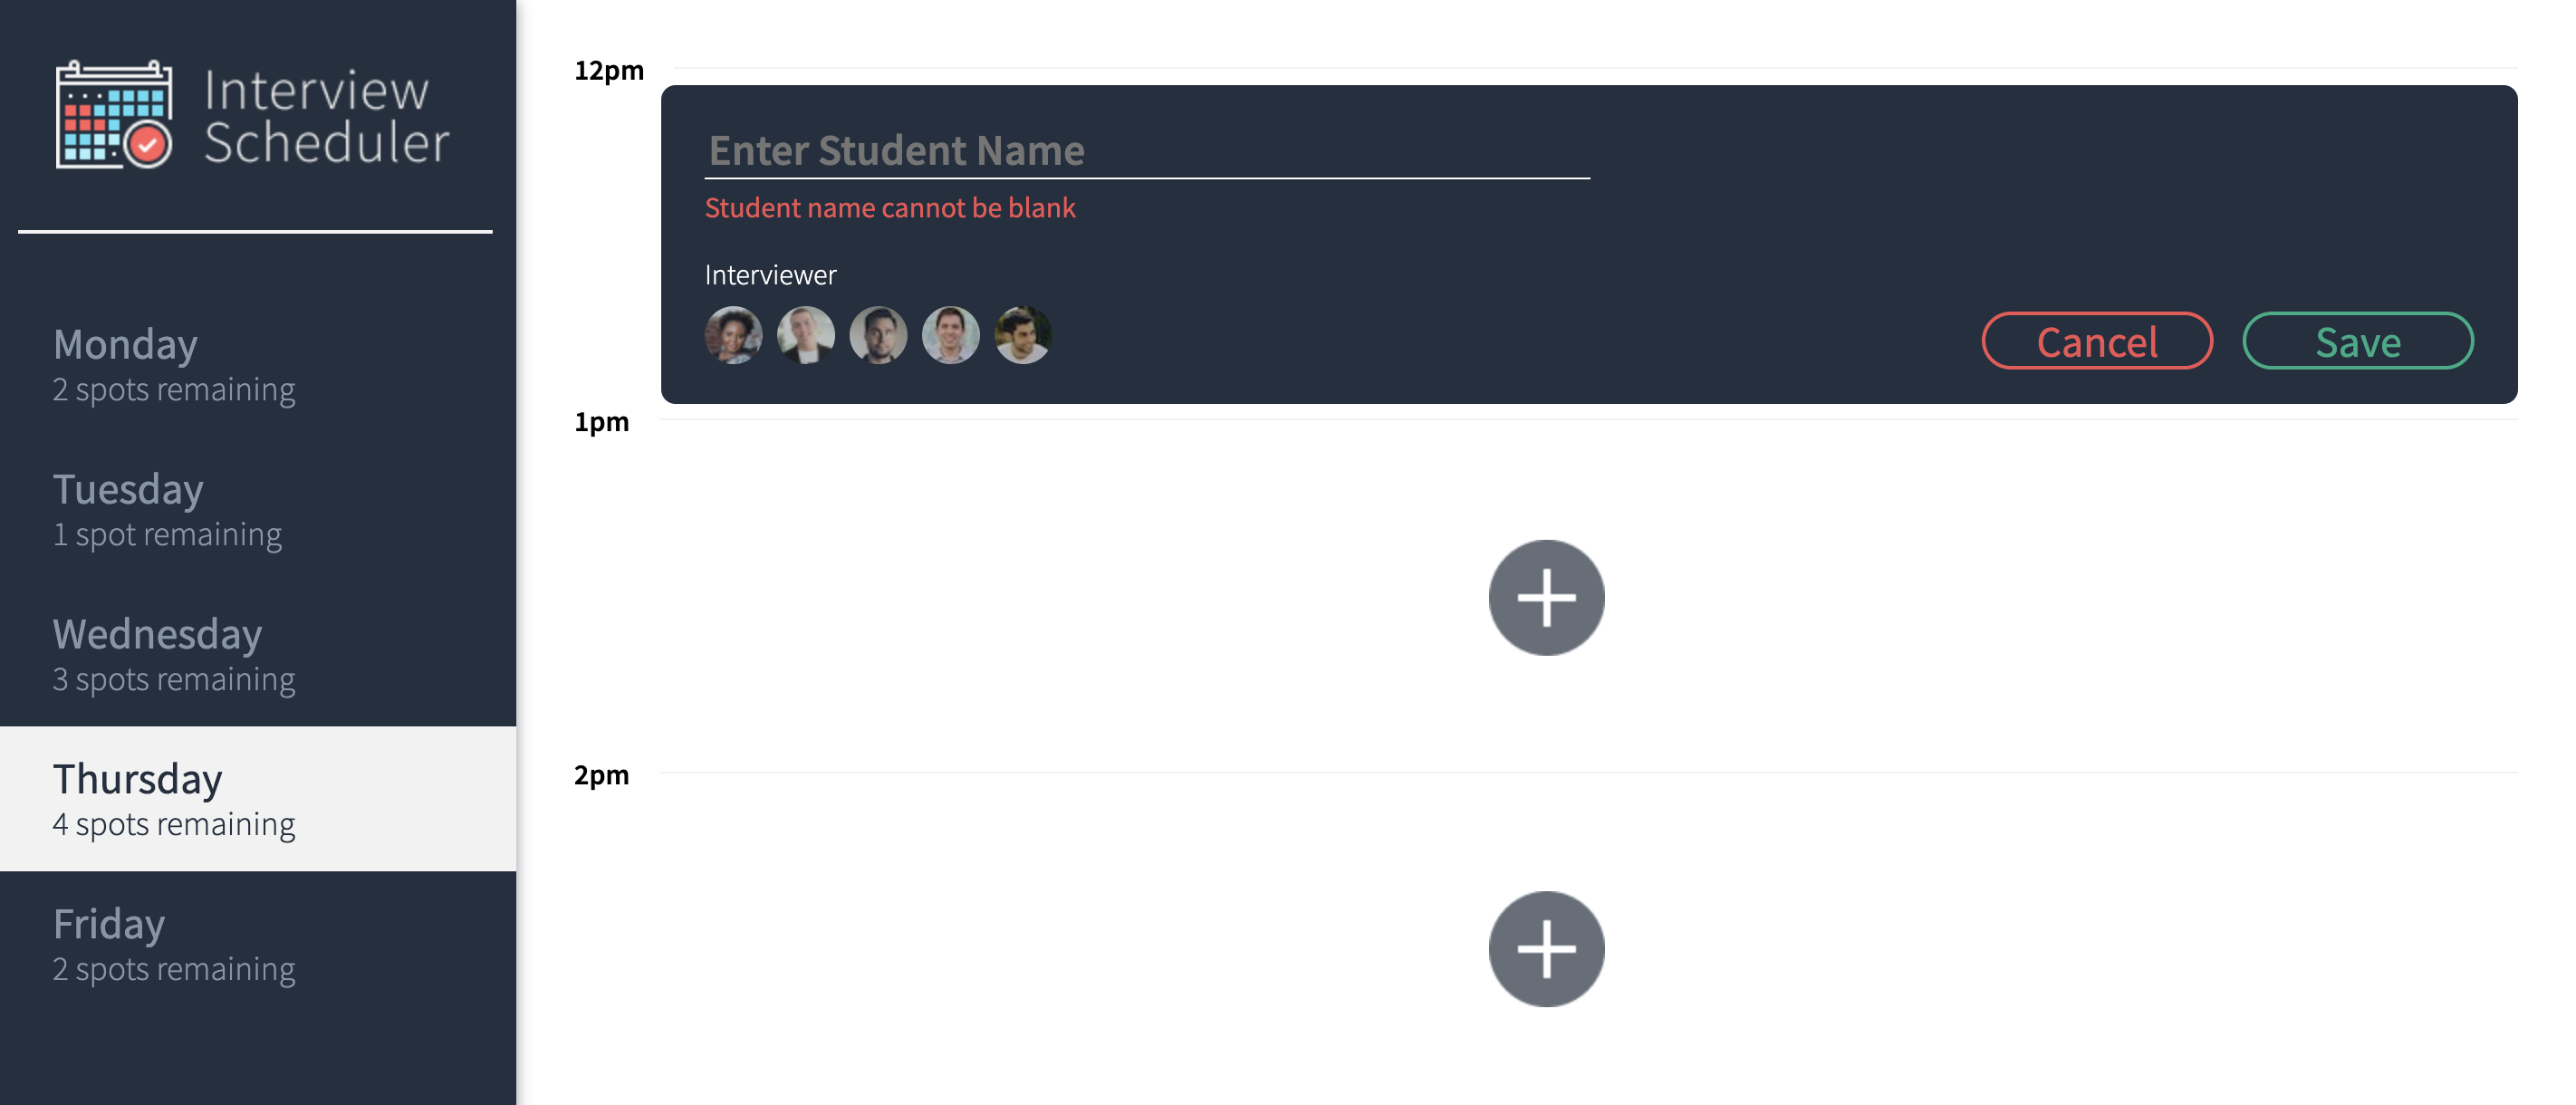 Interview
Scheduler
Monday
2 spots remaining
Tuesday
1 spot remaining
Wednesday
3 spots remaining
Thursday
4 spots remaining
Friday
2 spots remaining
12pm
Enter Student Name
Student name cannot be blank
Interviewer
Cancel
Save
1pm
2pm